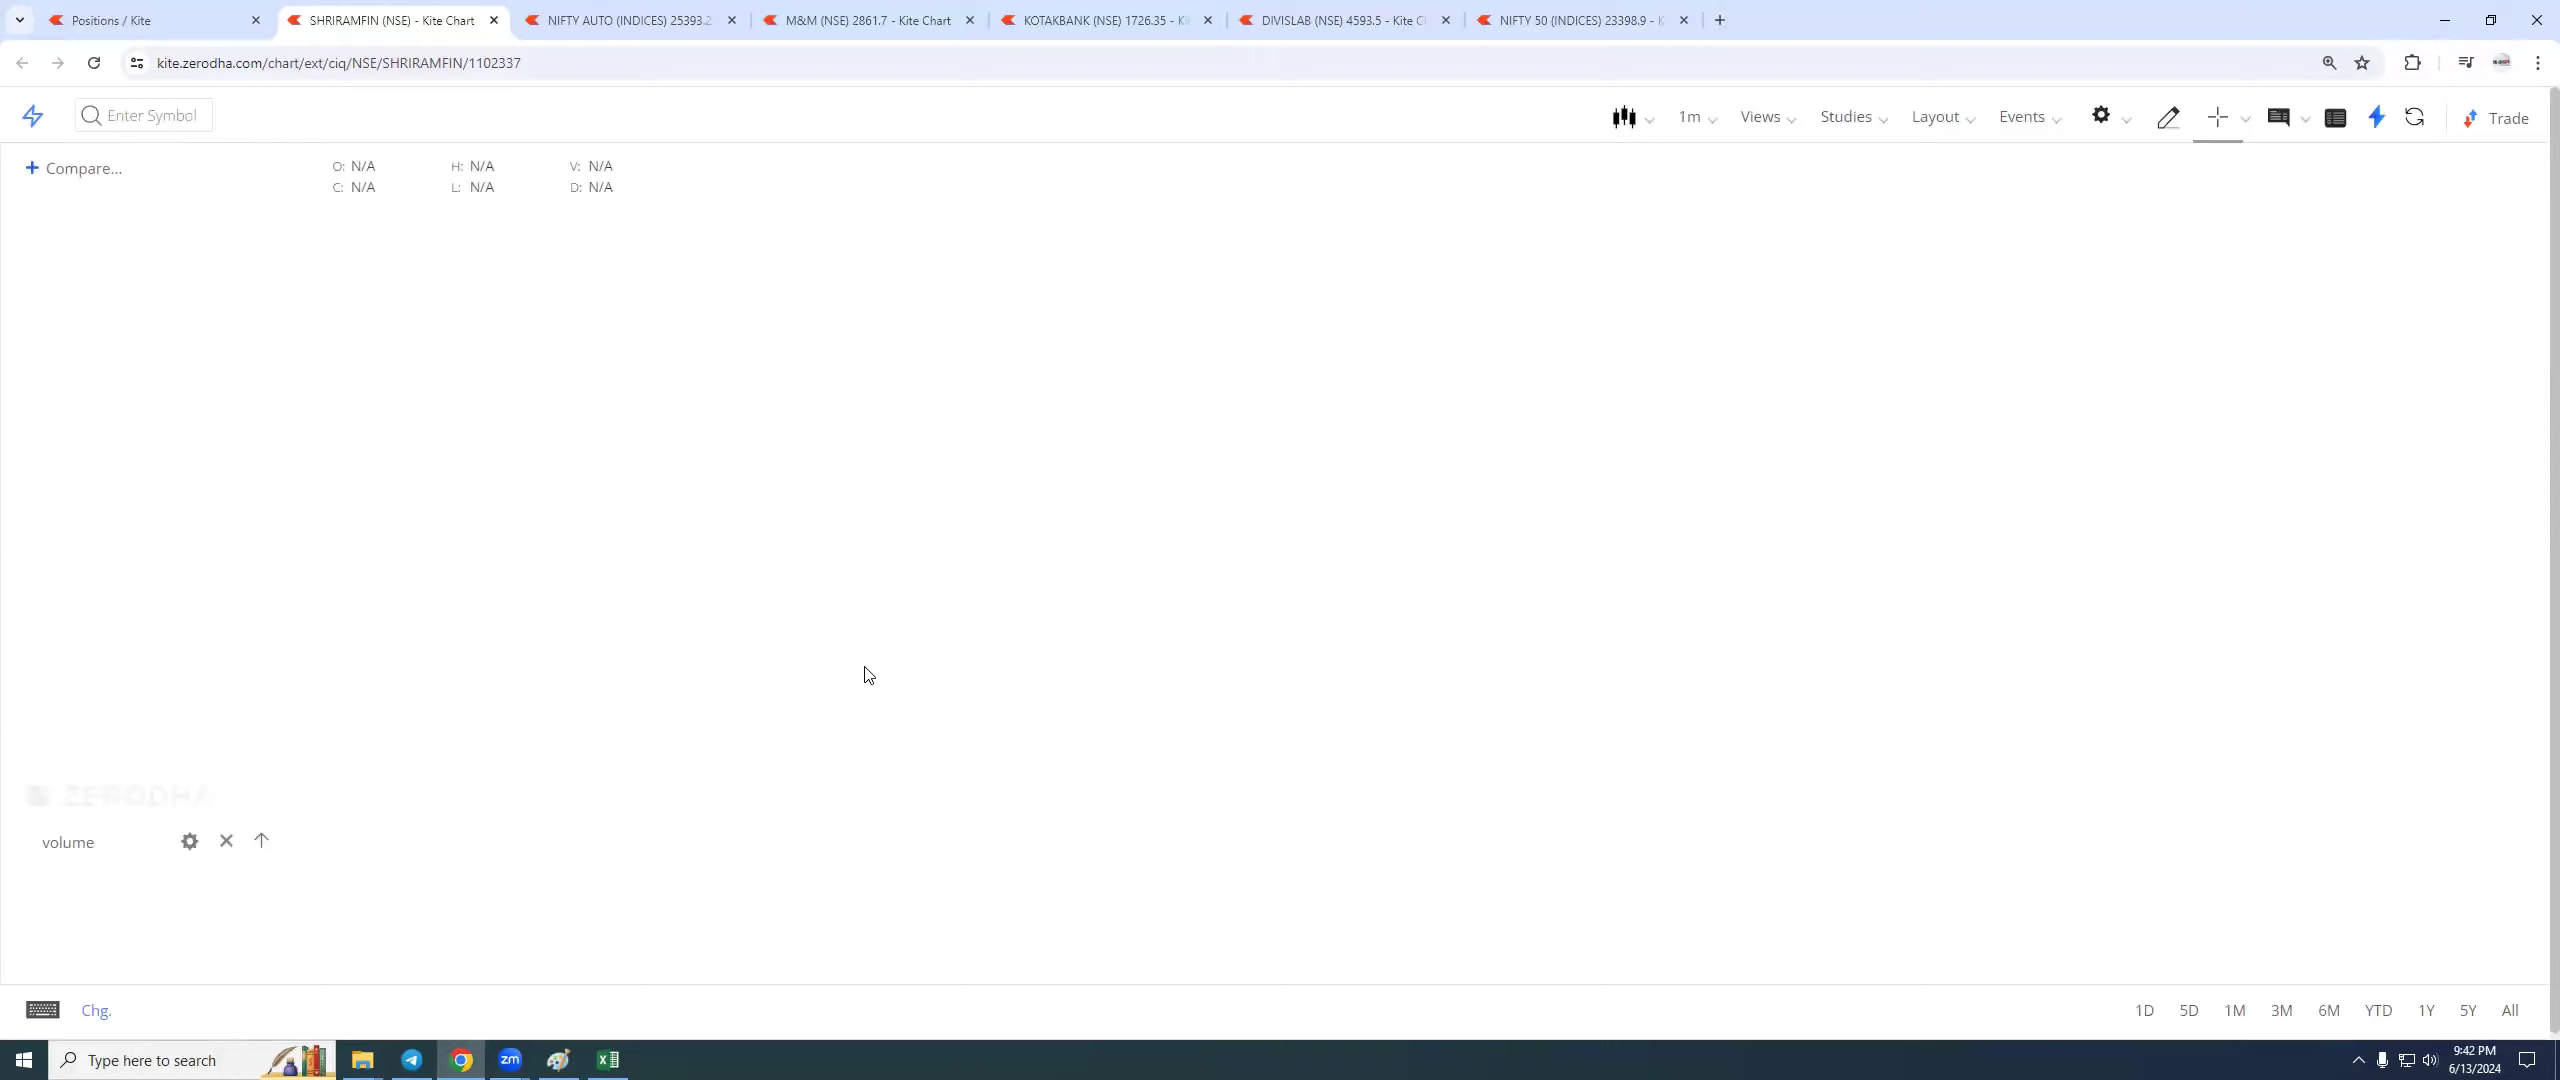 Positions / Kite
SHRIRAMFIN (NSE) - Kite Chart
NIFTY AUTO (INDICES) 25393.2
M&M (NSE) 2861.7 - Kite Chart
KOTAKBANK (NSE) 1726.35 - Ki
DIVISLAB (NSE) 4593.5 - Kite C
NIFTY 50 (INDICES) 23398.9 - K
kite.zerodha.com/chart/ext/ciq/NSE/SHRIRAMFIN/1102337
Enter Symbol
1m
Views
Studies
Layout
Events
Trade
Compare...
O: N/A H: N/A V: N/A
C: N/A L: N/A D: N/A
ZERODHA
volume
Chg.
1D 5D 1M 3M 6M YTD 1Y 5Y All
Type here to search
zm
9:42 PM
6/13/2024